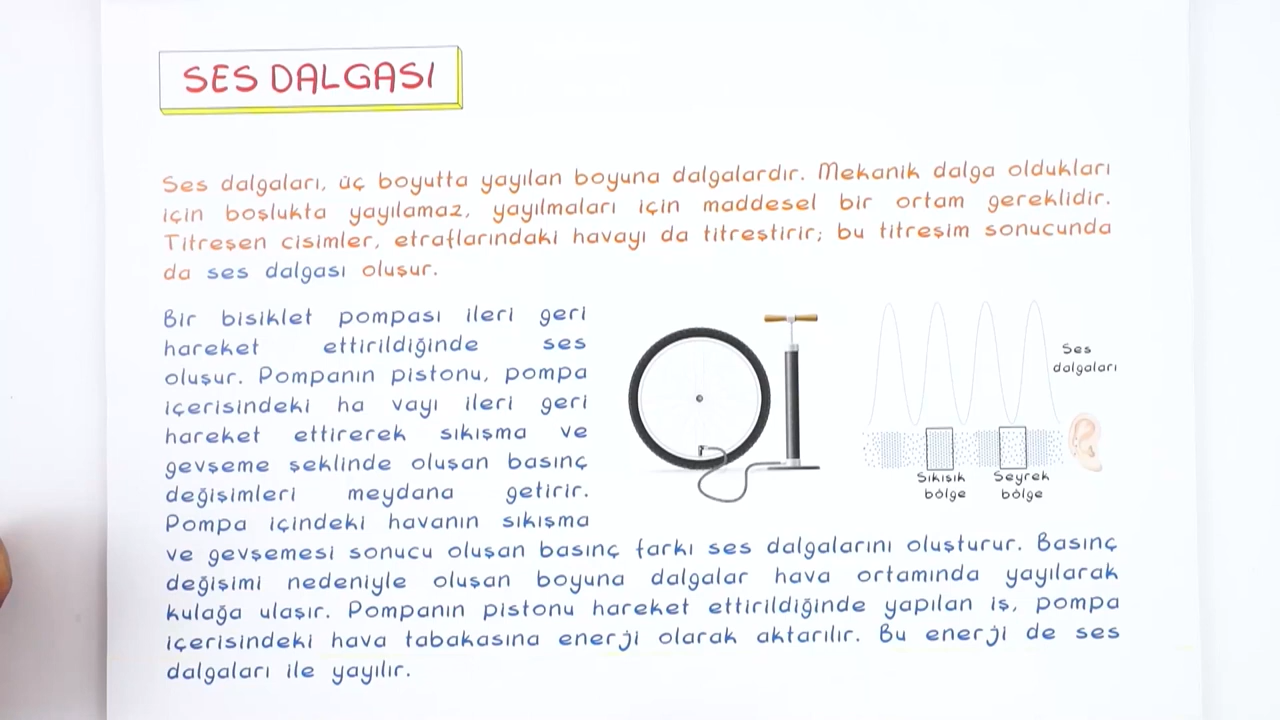 SES DALGASI
Ses dalgaları, üç boyutta yayılan boyuna dalgalardır. Mekanik dalga oldukları
için boşlukta yayılamaz, yayılmaları için maddesel bir ortam gereklidir.
Titreşen cisimler, etraflarındaki havayı da titreştirir; bu titreşim sonucunda
da ses dalgası oluşur.
Bir bisiklet pompası ileri geri
hareket ettirildiğinde ses
oluşur. Pompanın pistonu, pompa
içerisindeki ha vayı ileri geri
hareket ettirerek sıkışma ve
gevşeme şeklinde oluşan basınç
değişimleri meydana getirir.
Pompa içindeki havanın sıkışma
ve gevşemesi sonucu oluşan basınç farkı ses dalgalarını oluşturur. Basınç
değişimi nedeniyle oluşan boyuna dalgalar hava ortamında yayılarak
kulağa ulaşır. Pompanın pistonu hareket ettirildiğinde yapılan iş, pompa
içerisindeki hava tabakasına enerji olarak aktarılır. Bu enerji de ses
dalgaları ile yayılır.
Ses
dalgaları
Sıkışık
bölge
Seyrek
bölge